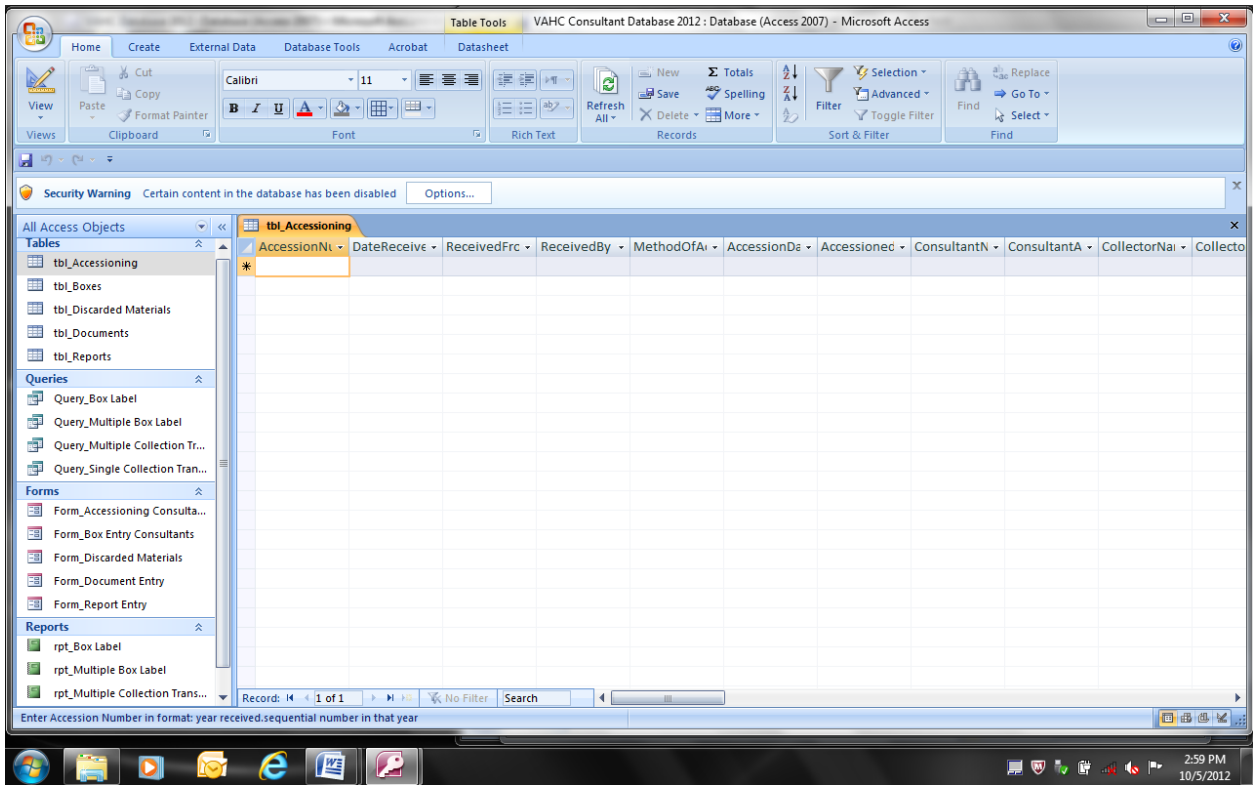 Table Tools VAHC Consultant Database 2012 : Database (Access 2007) - Microsoft Access
Home Create External Data Database Tools Acrobat Datasheet
View
Views
Paste
Cut
Copy
Format Painter
Clipboard
Calibri 11
B I U A
Font
Rich Text
Refresh All
New
Save
Delete
Σ Totals
Spelling
More
Records
Filter
Selection
Advanced
Toggle Filter
Sort & Filter
Find
Replace
Go To
Select
Find
Security Warning Certain content in the database has been disabled Options...
All Access Objects
Tables
tbl_Accessioning
tbl_Boxes
tbl_Discarded Materials
tbl_Documents
tbl_Reports
Queries
Query_Box Label
Query_Multiple Box Label
Query_Multiple Collection Tr...
Query_Single Collection Tran...
Forms
Form_Accessioning Consulta...
Form_Box Entry Consultants
Form_Discarded Materials
Form_Document Entry
Form_Report Entry
Reports
rpt_Box Label
rpt_Multiple Box Label
rpt_Multiple Collection Trans...
tbl_Accessioning
DateReceive ReceivedFrc ReceivedBy AccessionDa Accessioned ConsultantN ConsultantA Collecto
Record: 1 of 1 No Filter Search
Enter Accession Number in format: year received.sequential number in that year
2:59 PM
10/5/2012